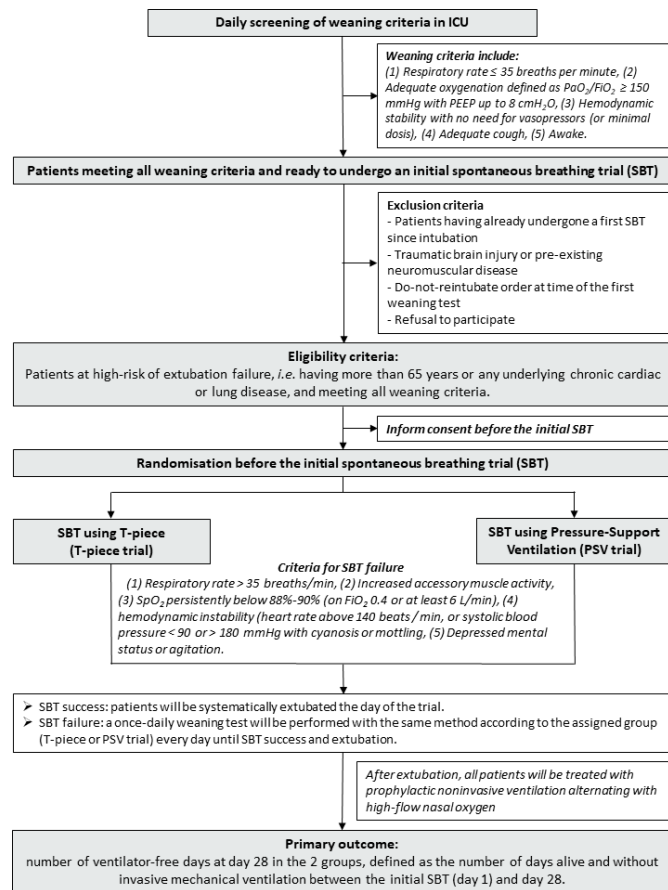 Daily screening of weaning criteria in ICU
Weaning criteria include:
(1) Respiratory rate ≤ 35 breaths per minute, (2)
Adequate oxygenation defined as PaO₂/FiO₂ ≥ 150
mmHg with PEEP up to 8 cmH₂O, (3) Hemodynamic
stability with no need for vasopressors (or minimal
dosis), (4) Adequate cough, (5) Awake.
Patients meeting all weaning criteria and ready to undergo an initial spontaneous breathing trial (SBT)
Exclusion criteria
- Patients having already undergone a first SBT
since intubation
- Traumatic brain injury or pre-existing
neuromuscular disease
- Do-not-reintubate order at time of the first
weaning test
- Refusal to participate
Eligibility criteria:
Patients at high-risk of extubation failure, i.e. having more than 65 years or any underlying chronic cardiac
or lung disease, and meeting all weaning criteria.
Inform consent before the initial SBT
Randomisation before the initial spontaneous breathing trial (SBT)
SBT using T-piece
(T-piece trial)
SBT using Pressure-Support
Ventilation (PSV trial)
Criteria for SBT failure
(1) Respiratory rate > 35 breaths/min, (2) Increased accessory muscle activity,
(3) SpO₂ persistently below 88%-90% (on FiO₂ 0.4 or at least 6 L/min), (4)
hemodynamic instability (heart rate above 140 beats / min, or systolic blood
pressure < 90 or > 180 mmHg with cyanosis or mottling, (5) Depressed mental
status or agitation.
➢ SBT success: patients will be systematically extubated the day of the trial.
➢ SBT failure: a once-daily weaning test will be performed with the same method according to the assigned group
(T-piece or PSV trial) every day until SBT success and extubation.
After extubation, all patients will be treated with
prophylactic noninvasive ventilation alternating with
high-flow nasal oxygen
Primary outcome:
number of ventilator-free days at day 28 in the 2 groups, defined as the number of days alive and without
invasive mechanical ventilation between the initial SBT (day 1) and day 28.